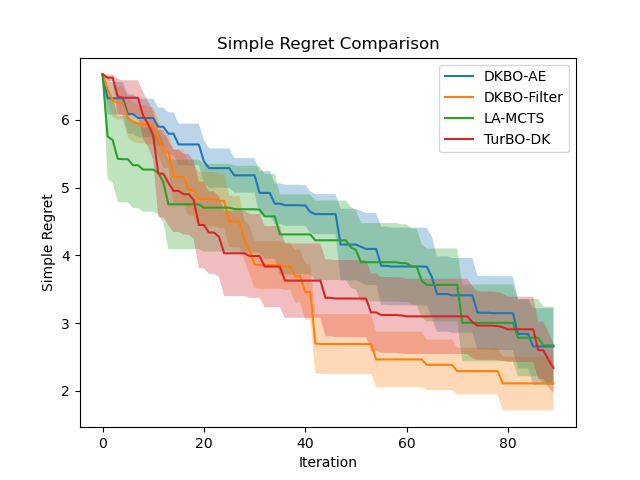 Simple Regret Comparison
DKBO-AE
DKBO-Filter
LA-MCTS
TurBO-DK
Simple Regret
6
5
4
3
2
0
20
40
60
80
Iteration